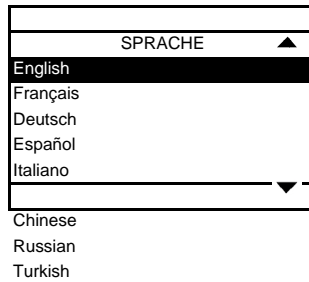 SPRACHE
English
Français
Deutsch
Español
Italiano
Chinese
Russian
Turkish